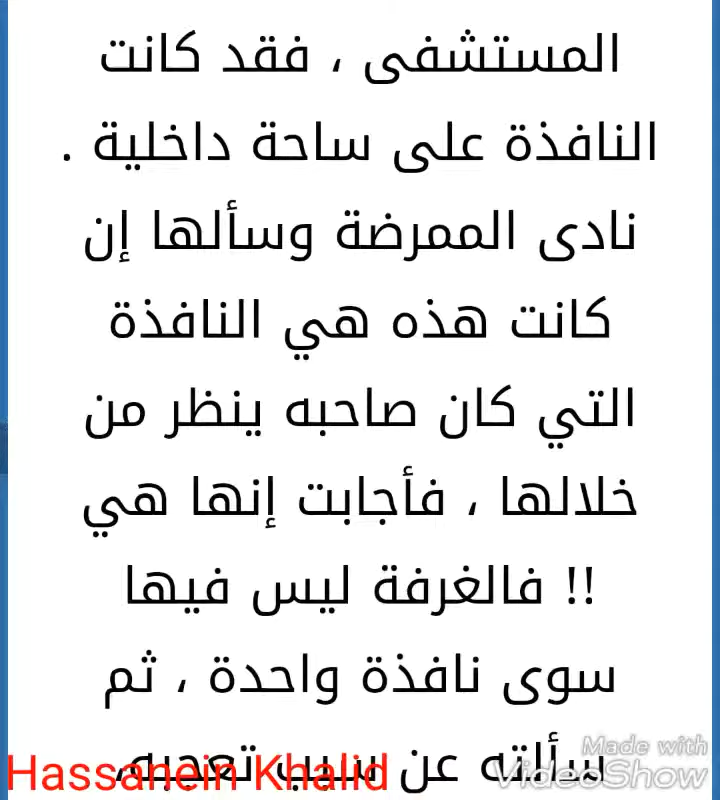 المستشفى ، فقد كانت
النافذة على ساحة داخلية .
نادى الممرضة وسألها إن
كانت هذه هي النافذة
التي كان صاحبه ينظر من
خلالها ، فأجابت إنها هي
!! فالغرفة ليس فيها
سوى نافذة واحدة ، ثم
سألته عن سبب تعجبه،
Made with
VideoShow
Hassanein Khalid